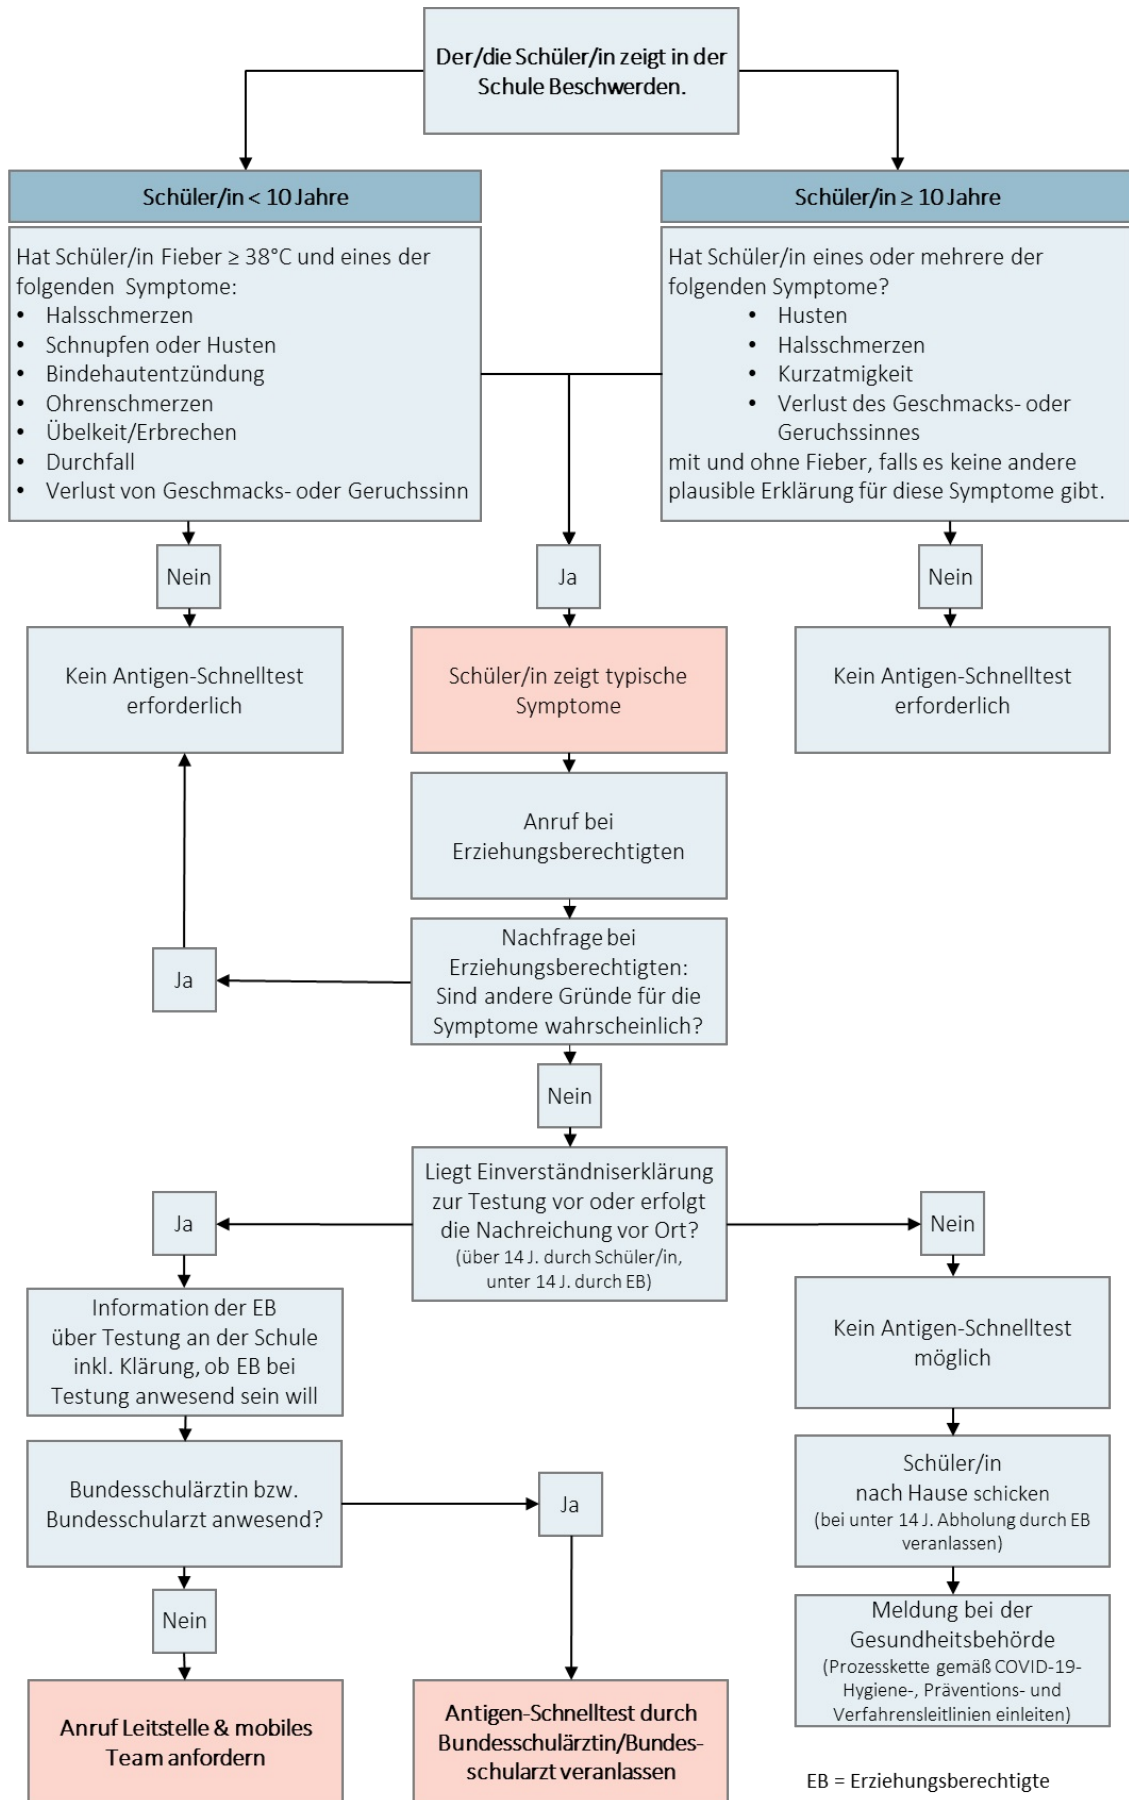 Der/die Schüler/in zeigt in der
Schule Beschwerden.
Schüler/in < 10 Jahre
Hat Schüler/in Fieber ≥ 38°C und eines der
folgenden Symptome:
• Halsschmerzen
• Schnupfen oder Husten
• Bindehautentzündung
• Ohrenschmerzen
• Übelkeit/Erbrechen
• Durchfall
• Verlust von Geschmacks- oder Geruchssinn
Schüler/in ≥ 10 Jahre
Hat Schüler/in eines oder mehrere der
folgenden Symptome?
• Husten
• Halsschmerzen
• Kurzatmigkeit
• Verlust des Geschmacks- oder
Geruchssinnes
mit und ohne Fieber, falls es keine andere
plausible Erklärung für diese Symptome gibt.
Nein
Ja
Nein
Kein Antigen-Schnelltest
erforderlich
Schüler/in zeigt typische
Symptome
Kein Antigen-Schnelltest
erforderlich
Anruf bei
Erziehungsberechtigten
Nachfrage bei
Erziehungsberechtigten:
Sind andere Gründe für die
Symptome wahrscheinlich?
Ja
Nein
Liegt Einverständniserklärung
zur Testung vor oder erfolgt
die Nachreichung vor Ort?
(über 14 J. durch Schüler/in,
unter 14 J. durch EB)
Ja
Nein
Information der EB
über Testung an der Schule
inkl. Klärung, ob EB bei
Testung anwesend sein will
Kein Antigen-Schnelltest
möglich
Bundesschulärztin bzw.
Bundesschularzt anwesend?
Ja
Schüler/in
nach Hause schicken
(bei unter 14 J. Abholung durch EB
veranlassen)
Nein
Meldung bei der
Gesundheitsbehörde
(Prozesskette gemäß COVID-19-
Hygiene-, Präventions- und
Verfahrensleitlinien einleiten)
Anruf Leitstelle & mobiles
Team anfordern
Antigen-Schnelltest durch
Bundesschulärztin/Bundes-
schularzt veranlassen
EB = Erziehungsberechtigte